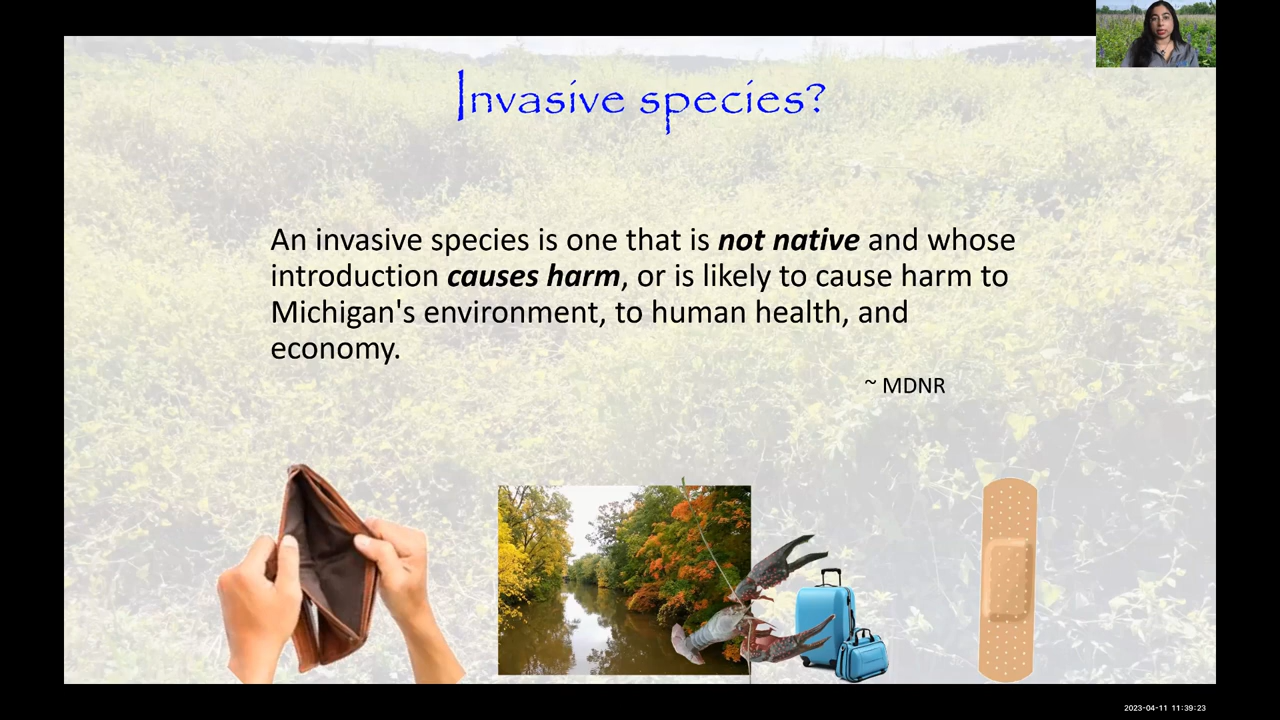 Invasive species?
An invasive species is one that is not native and whose
introduction causes harm, or is likely to cause harm to
Michigan's environment, to human health, and
economy.
~ MDNR
2023-04-11 11:39:23